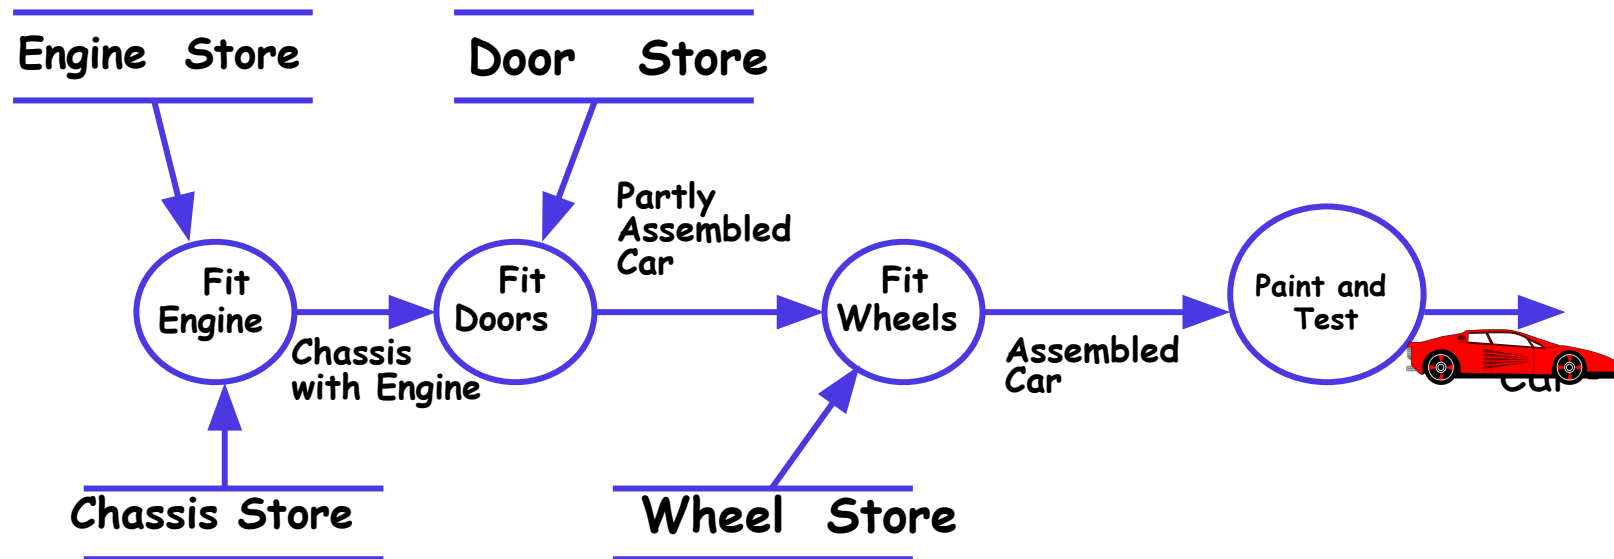 Engine Store
Door Store
Partly
Assembled
Car
Fit
Engine
Fit
Doors
Fit
Wheels
Paint and
Test
Chassis
with Engine
Assembled
Car
Car
Chassis Store
Wheel Store